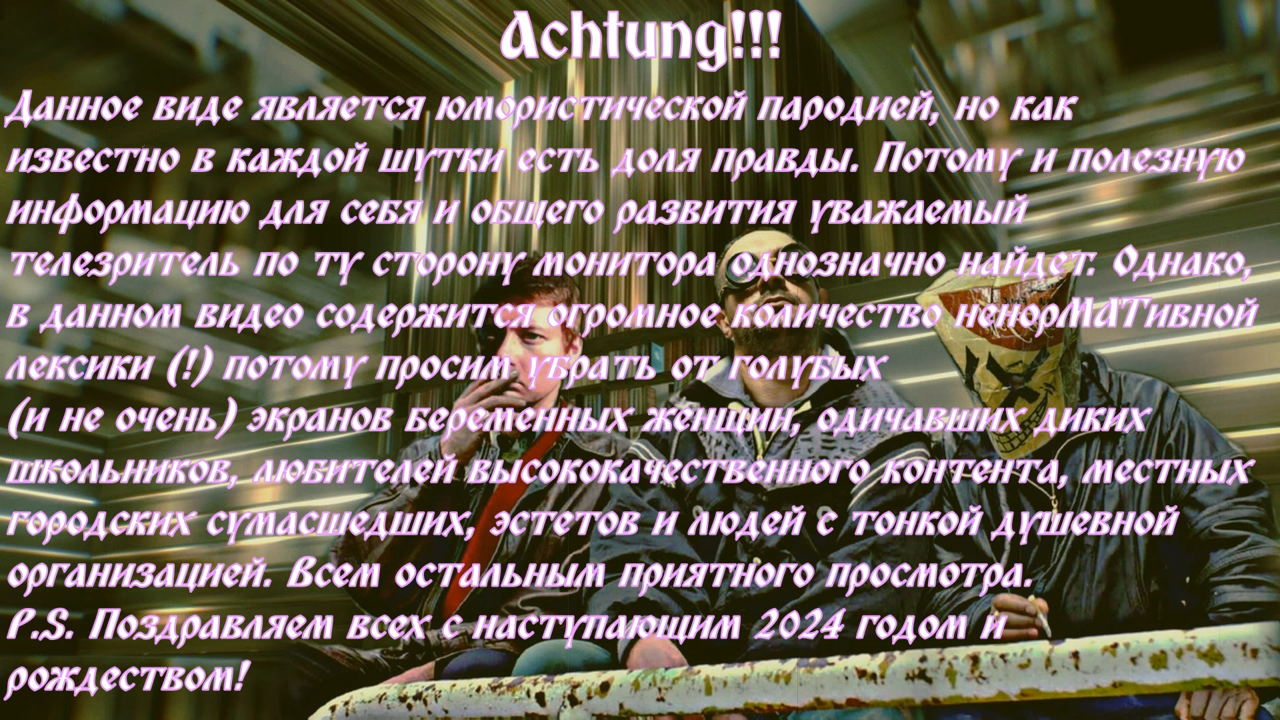 Achtung!!!
Данное виде является юмористической пародией, но как
известно в каждой шутки есть доля правды. Потому и полезную
информацию для себя и общего развития уважаемый
телезритель по ту сторону монитора однозначно найдет. Однако,
в данном видео содержится огромное количество ненорМАТивной
лексики (!) потому просим убрать от голубых
(и не очень) экранов беременных женщин, одичавших диких
школьников, любителей высококачественного контента, местных
городских сумасшедших, эстетов и людей с тонкой душевной
организацией. Всем остальным приятного просмотра.
P.S. Поздравляем всех с наступающим 2024 годом и
рождеством!